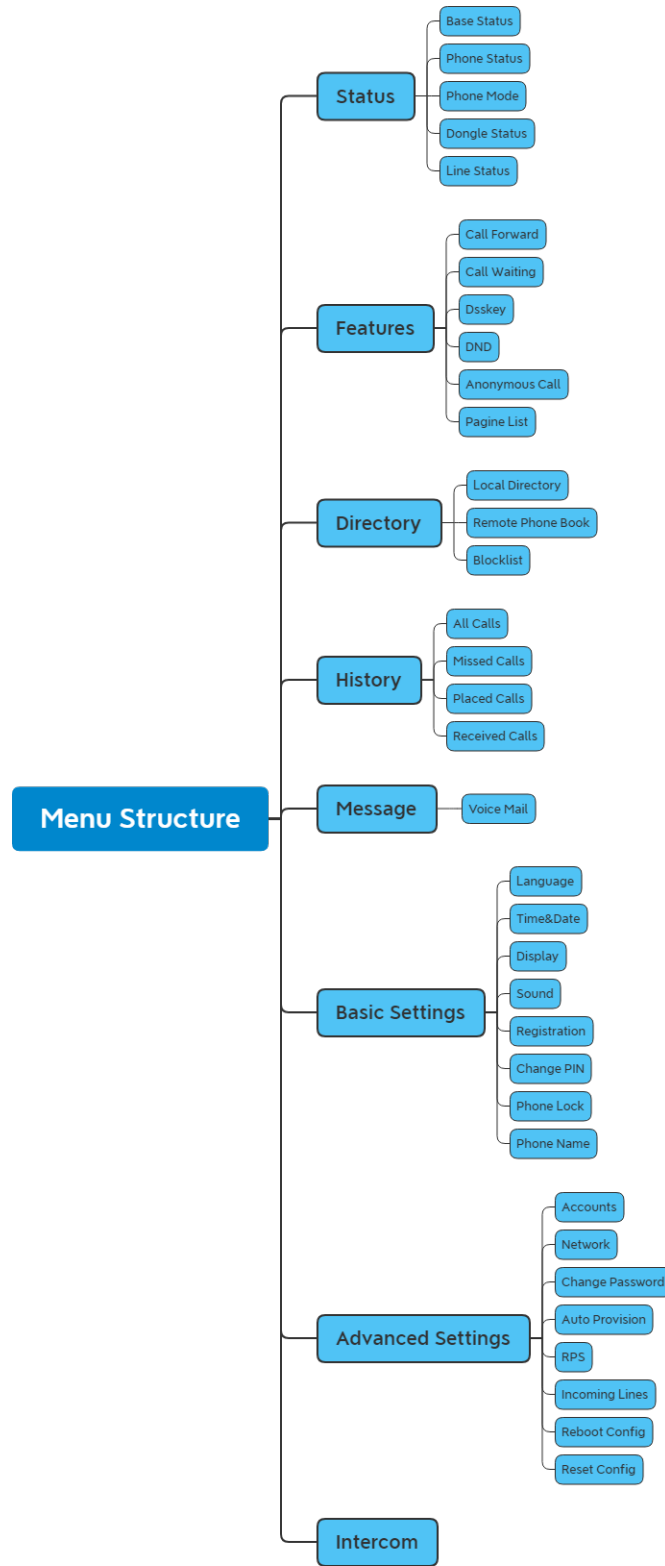 Menu Structure
Status
Base Status
Phone Status
Phone Mode
Dongle Status
Line Status
Features
Call Forward
Call Waiting
Dsskey
DND
Anonymous Call
Pagine List
Directory
Local Directory
Remote Phone Book
Blocklist
History
All Calls
Missed Calls
Placed Calls
Received Calls
Message
Voice Mail
Basic Settings
Language
Time&Date
Display
Sound
Registration
Change PIN
Phone Lock
Phone Name
Advanced Settings
Accounts
Network
Change Password
Auto Provision
RPS
Incoming Lines
Reboot Config
Reset Config
Intercom